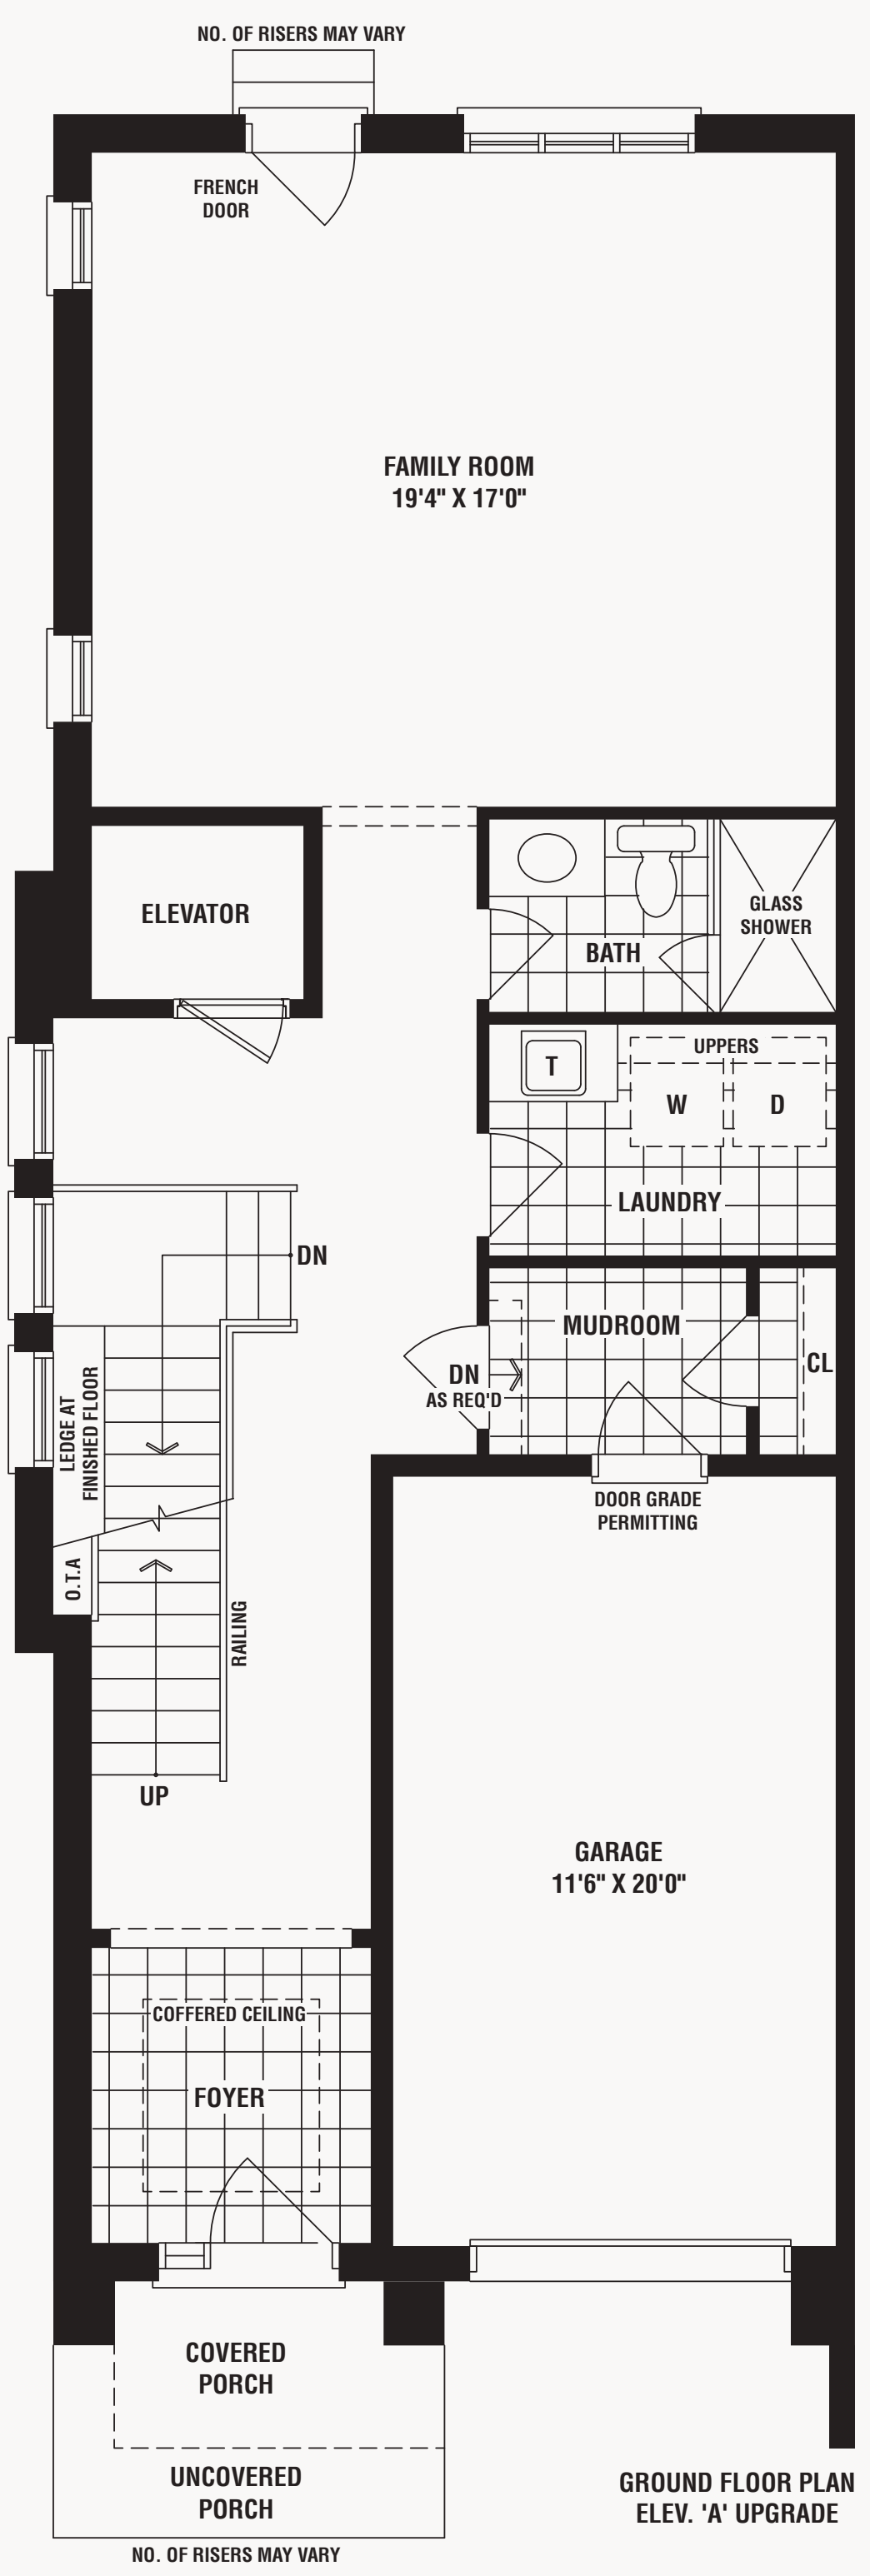 NO. OF RISERS MAY VARY
FRENCH
DOOR
FAMILY ROOM
19'4" X 17'0"
ELEVATOR
GLASS
SHOWER
BATH
UPPERS
T
W
D
LAUNDRY
DN
MUDROOM
CL
DN
AS REQ'D
LEDGE AT
FINISHED FLOOR
DOOR GRADE
PERMITTING
O.T.A
RAILING
UP
GARAGE
11'6" X 20'0"
COFFERED CEILING
FOYER
COVERED
PORCH
UNCOVERED
PORCH
GROUND FLOOR PLAN
ELEV. 'A' UPGRADE
NO. OF RISERS MAY VARY